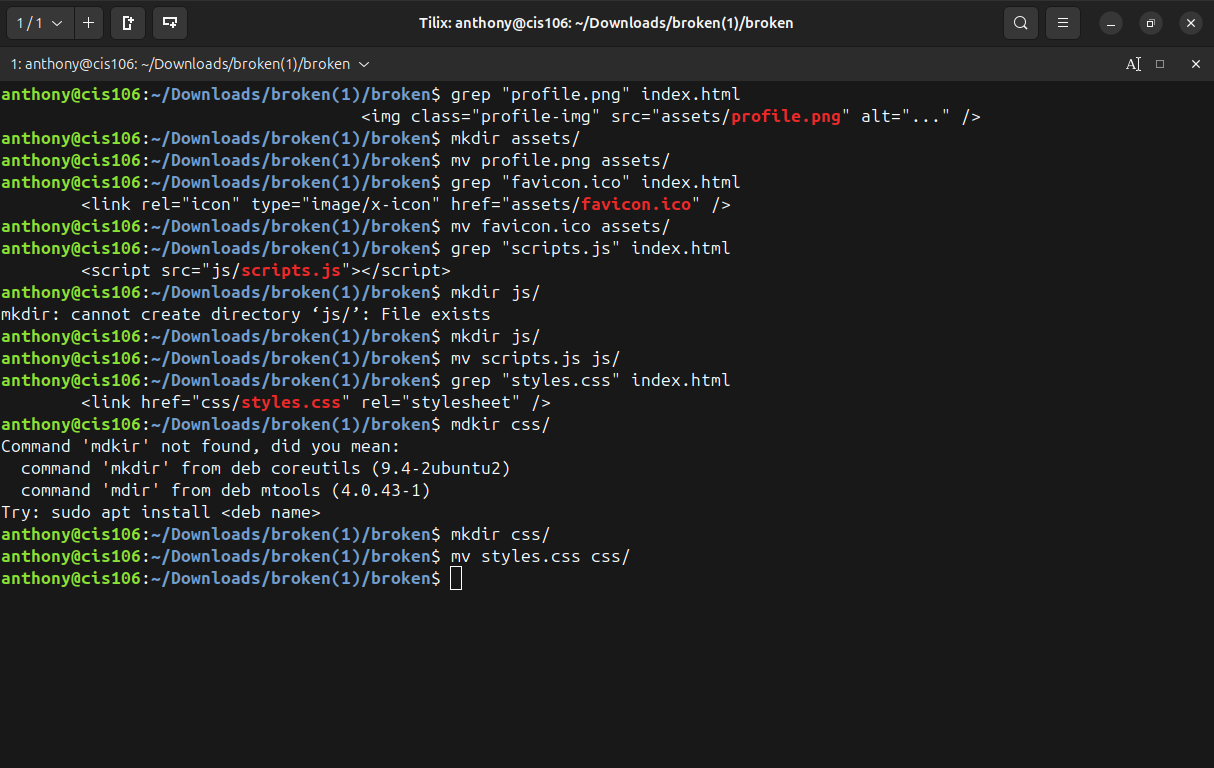 1 / 1
Tilix: anthony@cis106: ~/Downloads/broken(1)/broken
1: anthony@cis106: ~/Downloads/broken(1)/broken
anthony@cis106:~/Downloads/broken(1)/broken$ grep "profile.png" index.html
                                    <img class="profile-img" src="assets/profile.png" alt="..." />
anthony@cis106:~/Downloads/broken(1)/broken$ mkdir assets/
anthony@cis106:~/Downloads/broken(1)/broken$ mv profile.png assets/
anthony@cis106:~/Downloads/broken(1)/broken$ grep "favicon.ico" index.html
        <link rel="icon" type="image/x-icon" href="assets/favicon.ico" />
anthony@cis106:~/Downloads/broken(1)/broken$ mv favicon.ico assets/
anthony@cis106:~/Downloads/broken(1)/broken$ grep "scripts.js" index.html
        <script src="js/scripts.js"></script>
anthony@cis106:~/Downloads/broken(1)/broken$ mkdir js/
mkdir: cannot create directory ‘js/’: File exists
anthony@cis106:~/Downloads/broken(1)/broken$ mkdir js/
anthony@cis106:~/Downloads/broken(1)/broken$ mv scripts.js js/
anthony@cis106:~/Downloads/broken(1)/broken$ grep "styles.css" index.html
        <link href="css/styles.css" rel="stylesheet" />
anthony@cis106:~/Downloads/broken(1)/broken$ mdkir css/
Command 'mdkir' not found, did you mean:
  command 'mkdir' from deb coreutils (9.4-2ubuntu2)
  command 'mdir' from deb mtools (4.0.43-1)
Try: sudo apt install <deb name>
anthony@cis106:~/Downloads/broken(1)/broken$ mkdir css/
anthony@cis106:~/Downloads/broken(1)/broken$ mv styles.css css/
anthony@cis106:~/Downloads/broken(1)/broken$